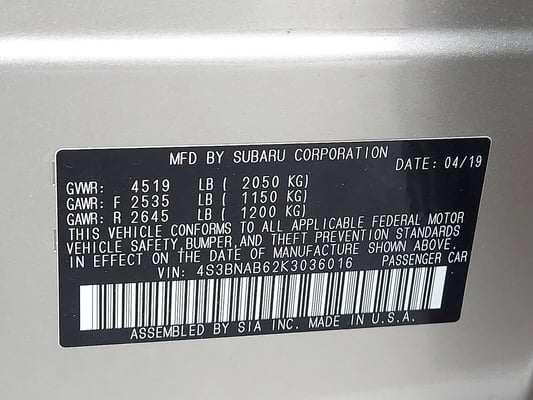 MFD BY SUBARU CORPORATION DATE: 04/19
GVWR: 4519 LB ( 2050 KG)
GAWR: F 2535 LB ( 1150 KG)
GAWR: R 2645 LB ( 1200 KG)
THIS VEHICLE CONFORMS TO ALL APPLICABLE FEDERAL MOTOR
VEHICLE SAFETY,BUMPER,AND THEFT PREVENTION STANDARDS
IN EFFECT ON THE DATE OF MANUFACTURE SHOWN ABOVE.
VIN: 4S3BNAB62K3036016 PASSENGER CAR
ASSEMBLED BY SIA INC. MADE IN U.S.A.